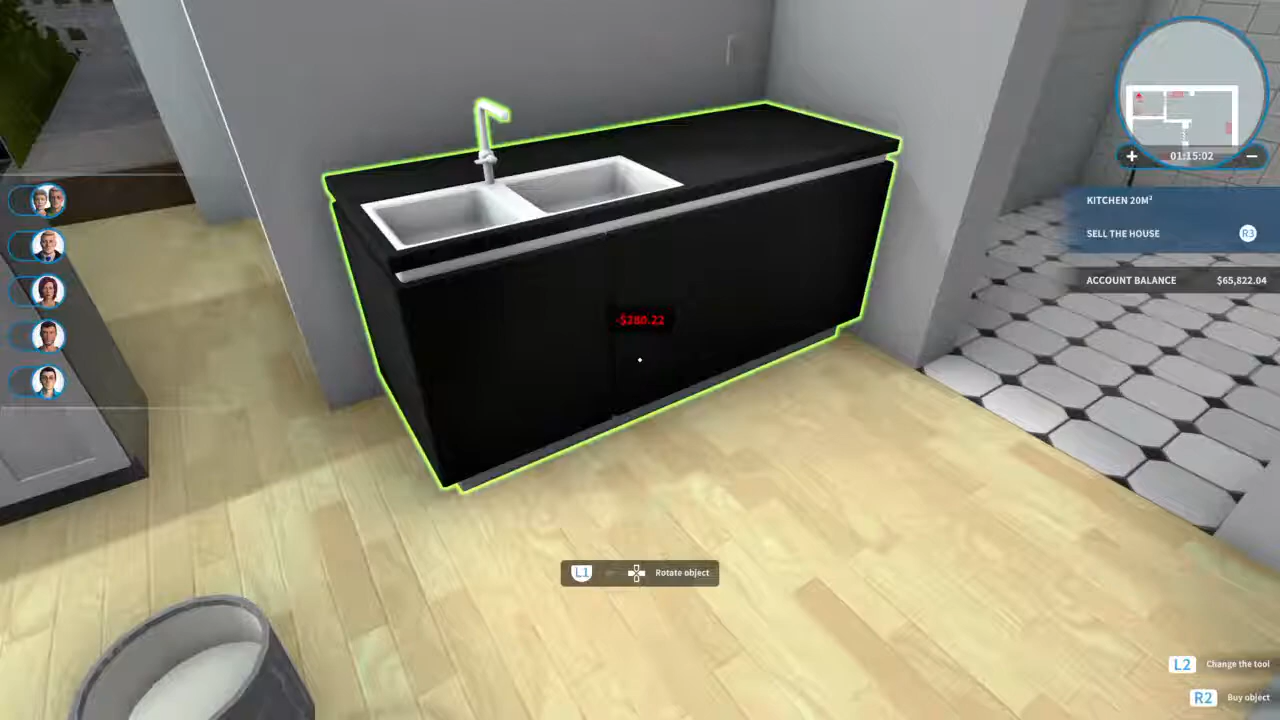 01:15:02
KITCHEN 20M²
SELL THE HOUSE R3
ACCOUNT BALANCE $65,822.04
-$280.22
L1 Rotate object
L2 Change the tool
R2 Buy object